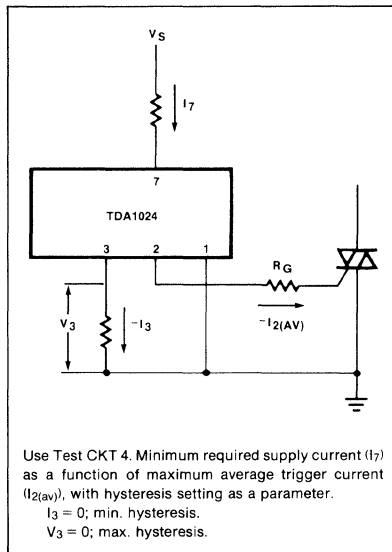 VS
I7
7
TDA1024
3 2 1
RG
V3
-I3
-I2(AV)
Use Test CKT 4. Minimum required supply current (I7)
as a function of maximum average trigger current
(I2(av)), with hysteresis setting as a parameter.
I3 = 0; min. hysteresis.
V3 = 0; max. hysteresis.